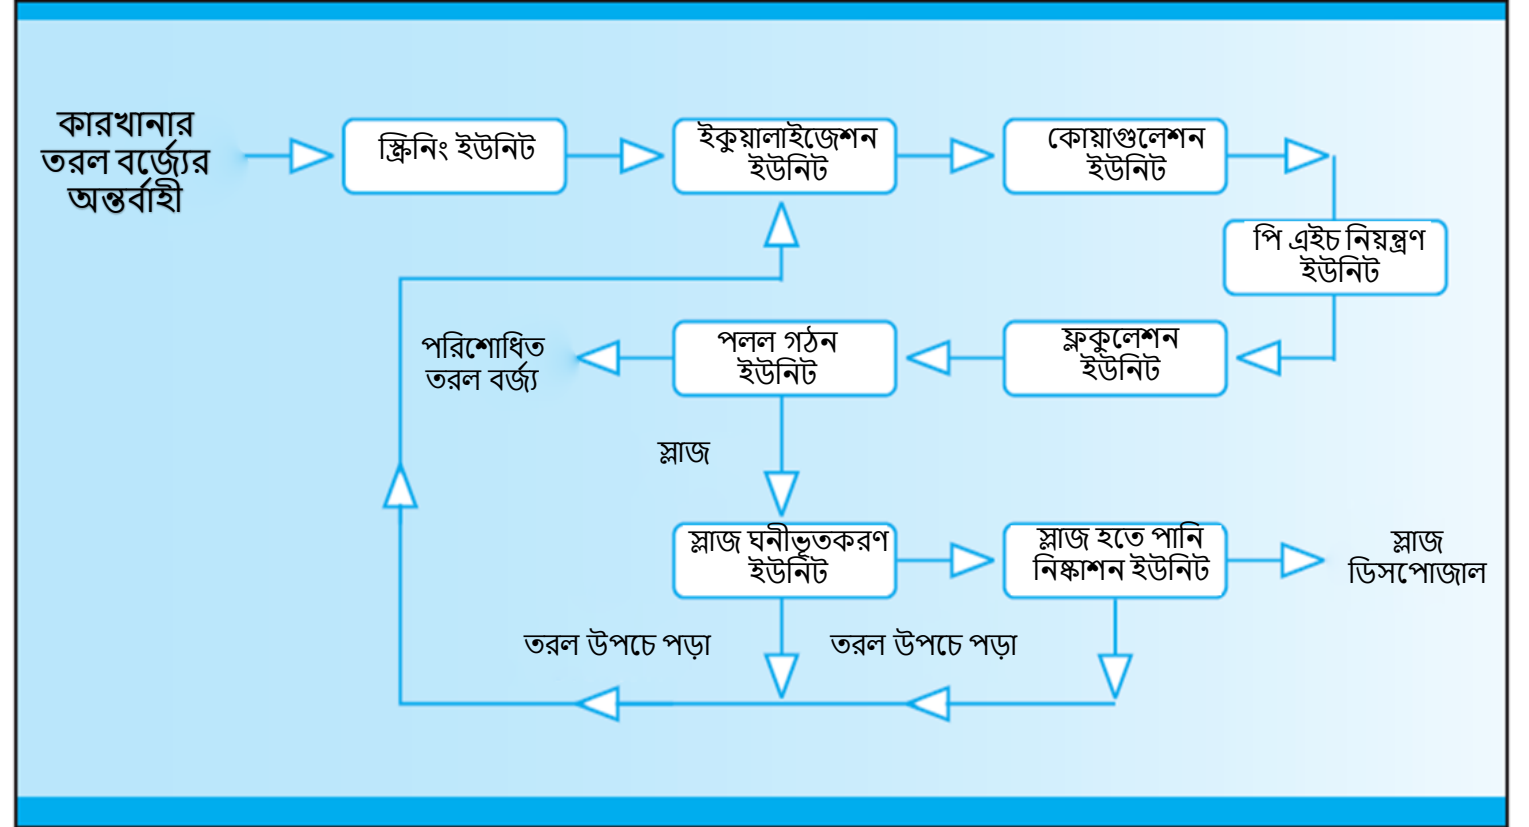 কারখানার
তরল বর্জ্যের
অন্তর্বাহী
স্ক্রিনিং ইউনিট
ইকুয়ালাইজেশন
ইউনিট
কোয়াগুলেশন
ইউনিট
পি এইচ নিয়ন্ত্রণ
ইউনিট
ফ্লকুলেশন
ইউনিট
পলল গঠন
ইউনিট
পরিশোধিত
তরল বর্জ্য
স্লাজ
স্লাজ ঘনীভূতকরণ
ইউনিট
স্লাজ হতে পানি
নিষ্কাশন ইউনিট
স্লাজ
ডিসপোজাল
তরল উপচে পড়া
তরল উপচে পড়া